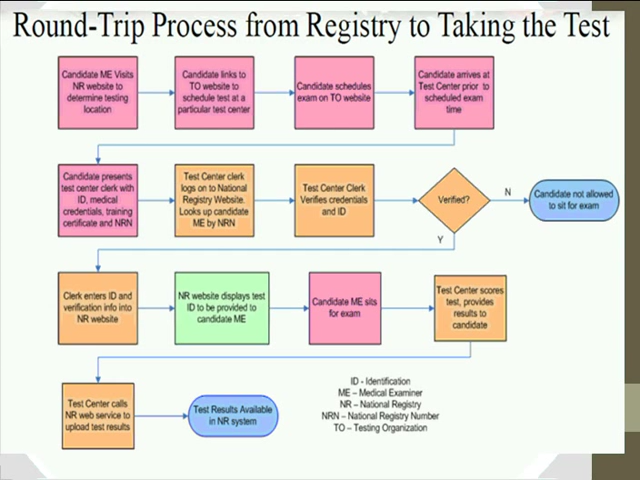 Round-Trip Process from Registry to Taking the Test
Candidate ME Visits
NR website to
determine testing
location
Candidate links to
TO website to
schedule test at a
particular test center
Candidate schedules
exam on TO website
Candidate arrives at
Test Center prior to
scheduled exam
time
Candidate presents
test center clerk with
ID, medical
credentials, training
certificate and NRN
Test Center clerk
logs on to National
Registry Website.
Looks up candidate
ME by NRN
Test Center Clerk
Verifies credentials
and ID
Verified?
N
Candidate not allowed
to sit for exam
Y
Clerk enters ID and
verification info into
NR website
NR website displays test
ID to be provided to
candidate ME
Candidate ME sits
for exam
Test Center scores
test, provides
results to
candidate
Test Center calls
NR web service to
upload test results
Test Results Available
in NR system
ID - Identification
ME – Medical Examiner
NR – National Registry
NRN – National Registry Number
TO – Testing Organization